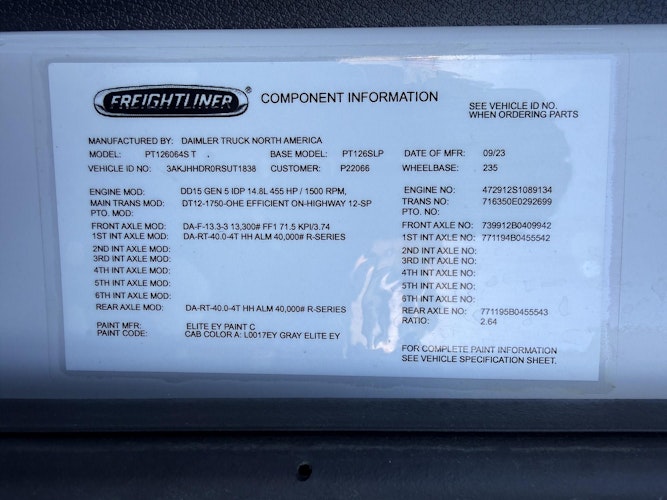 FREIGHTLINER ® COMPONENT INFORMATION
SEE VEHICLE ID NO.
WHEN ORDERING PARTS
MANUFACTURED BY: DAIMLER TRUCK NORTH AMERICA
MODEL: PT126064S T . BASE MODEL: PT126SLP DATE OF MFR: 09/23
VEHICLE ID NO: 3AKJHHDR0RSUT1838 CUSTOMER: P22066 WHEELBASE: 235
ENGINE MOD: DD15 GEN 5 IDP 14.8L 455 HP / 1500 RPM, ENGINE NO: 472912S1089134
MAIN TRANS MOD: DT12-1750-OHE EFFICIENT ON-HIGHWAY 12-SP TRANS NO: 716350E0292699
PTO. MOD: PTO. NO:
FRONT AXLE MOD: DA-F-13.3-3 13,300# FF1 71.5 KPI/3.74 FRONT AXLE NO: 739912B0409942
1ST INT AXLE MOD: DA-RT-40.0-4T HH ALM 40,000# R-SERIES 1ST INT AXLE NO: 771194B0455542
2ND INT AXLE MOD: 2ND INT AXLE NO:
3RD INT AXLE MOD: 3RD INT AXLE NO:
4TH INT AXLE MOD: 4TH INT AXLE NO:
5TH INT AXLE MOD: 5TH INT AXLE NO:
6TH INT AXLE MOD: 6TH INT AXLE NO:
REAR AXLE MOD: DA-RT-40.0-4T HH ALM 40,000# R-SERIES REAR AXLE NO: 771195B0455543
RATIO: 2.64
PAINT MFR: ELITE EY PAINT C
PAINT CODE: CAB COLOR A: L0017EY GRAY ELITE EY
FOR COMPLETE PAINT INFORMATION
SEE VEHICLE SPECIFICATION SHEET.